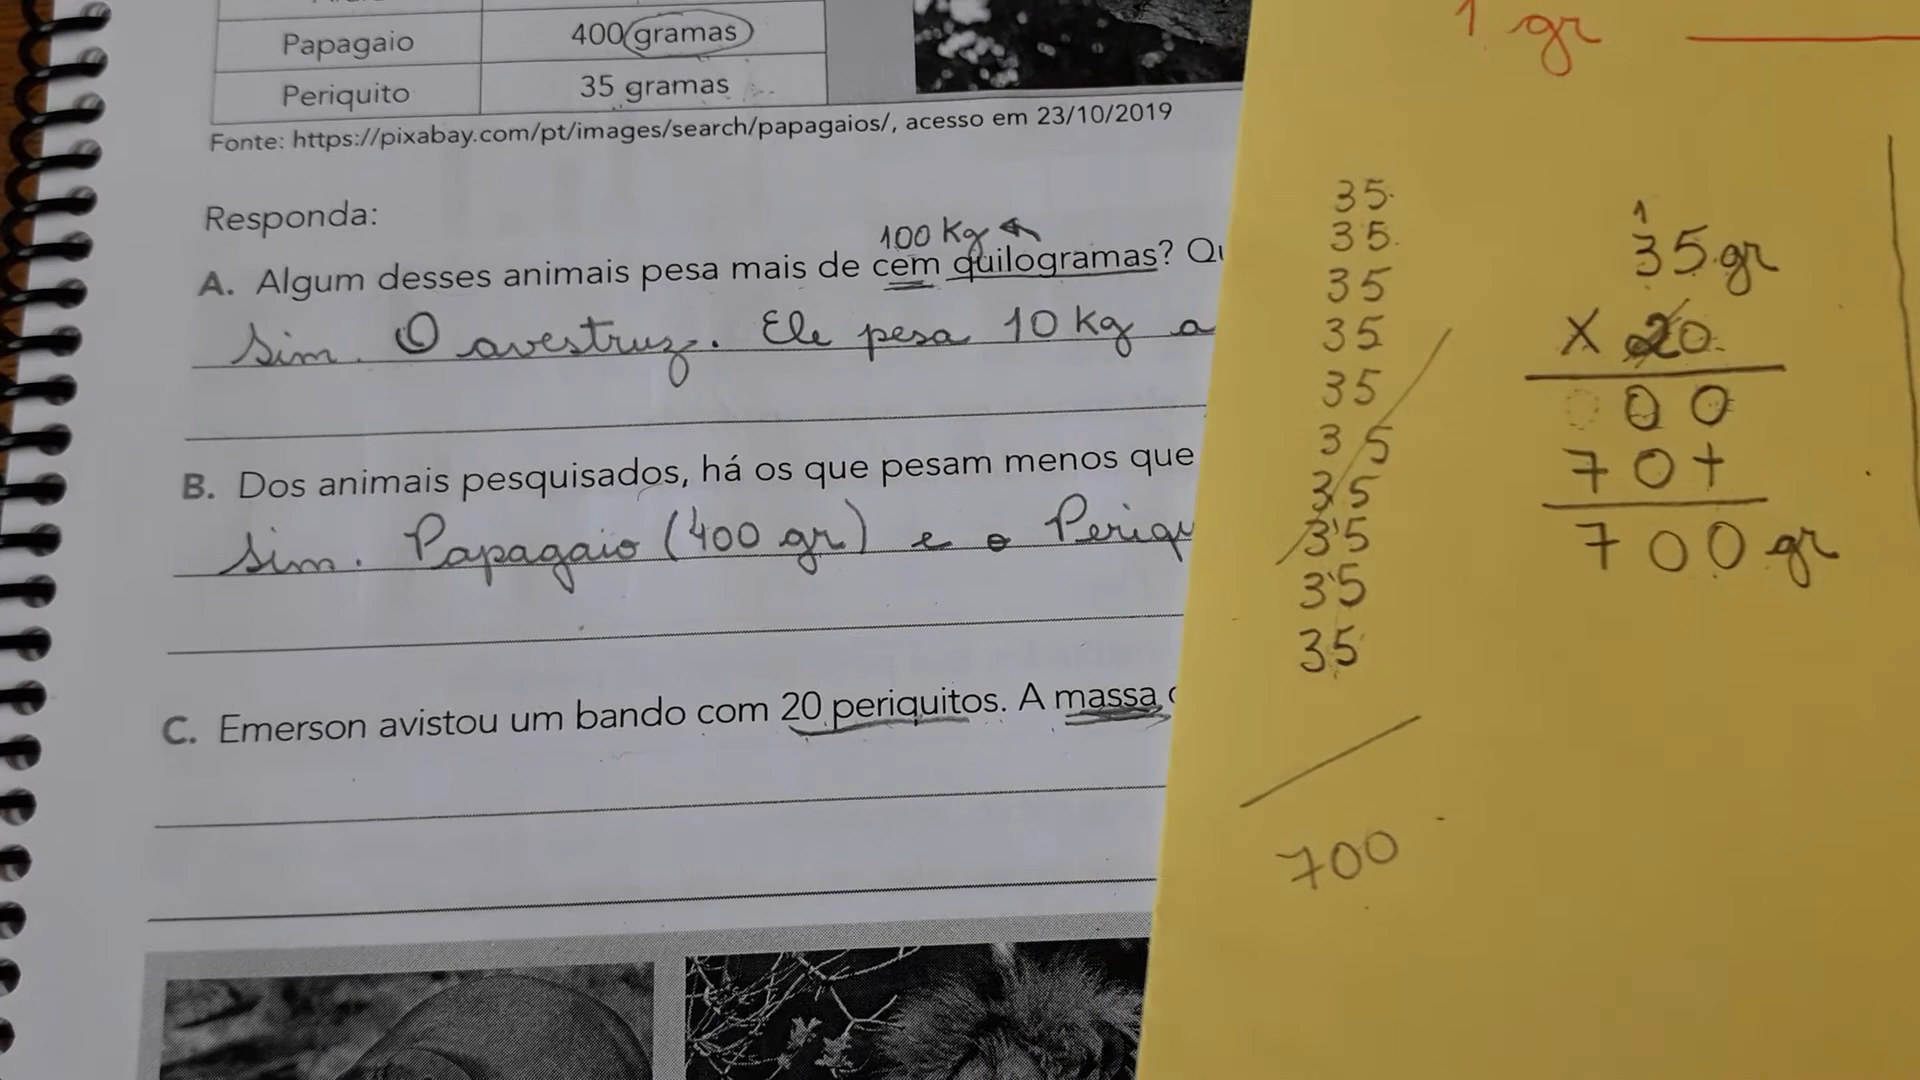 Papagaio 400 gramas
Periquito 35 gramas
Fonte: https://pixabay.com/pt/images/search/papagaios/, acesso em 23/10/2019
Responda:
100 Kg
A. Algum desses animais pesa mais de cem quilogramas?
Sim. O avestruz. Ele pesa 10 kg a
B. Dos animais pesquisados, há os que pesam menos que
Sim. Papagaio (400 gr) e o Periqu
C. Emerson avistou um bando com 20 periquitos. A massa
1 gr
35
35
35
35
35
35
35
35
35
35
700
1
35 gr
X 20
00
70+
700 gr